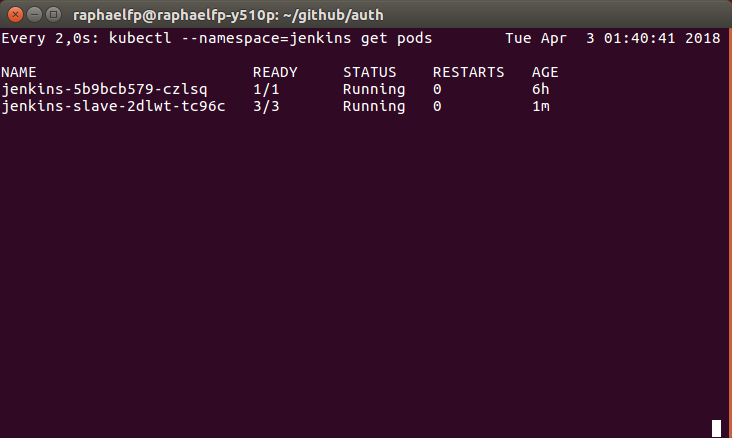 raphaelfp@raphaelfp-y510p: ~/github/auth
Every 2,0s: kubectl --namespace=jenkins get pods        Tue Apr  3 01:40:41 2018
NAME                        READY     STATUS    RESTARTS   AGE
jenkins-5b9bcb579-czlsq     1/1       Running   0          6h
jenkins-slave-2dlwt-tc96c   3/3       Running   0          1m